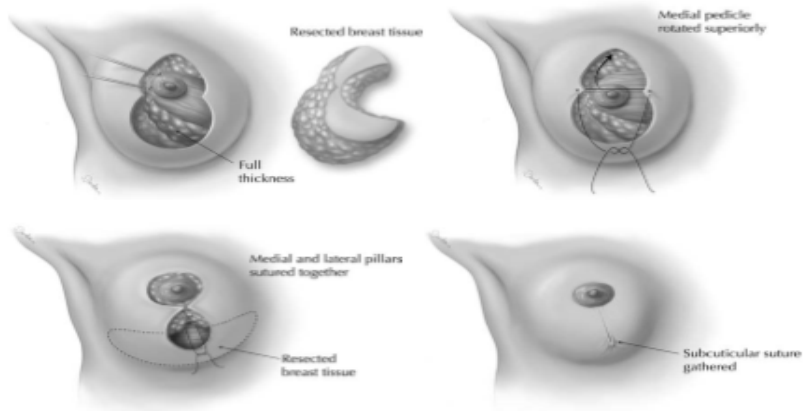 Resected breast tissue
Full
thickness
Medial pedicle
rotated superiorly
Medial and lateral pillars
sutured together
Resected
breast tissue
Subcuticular suture
gathered